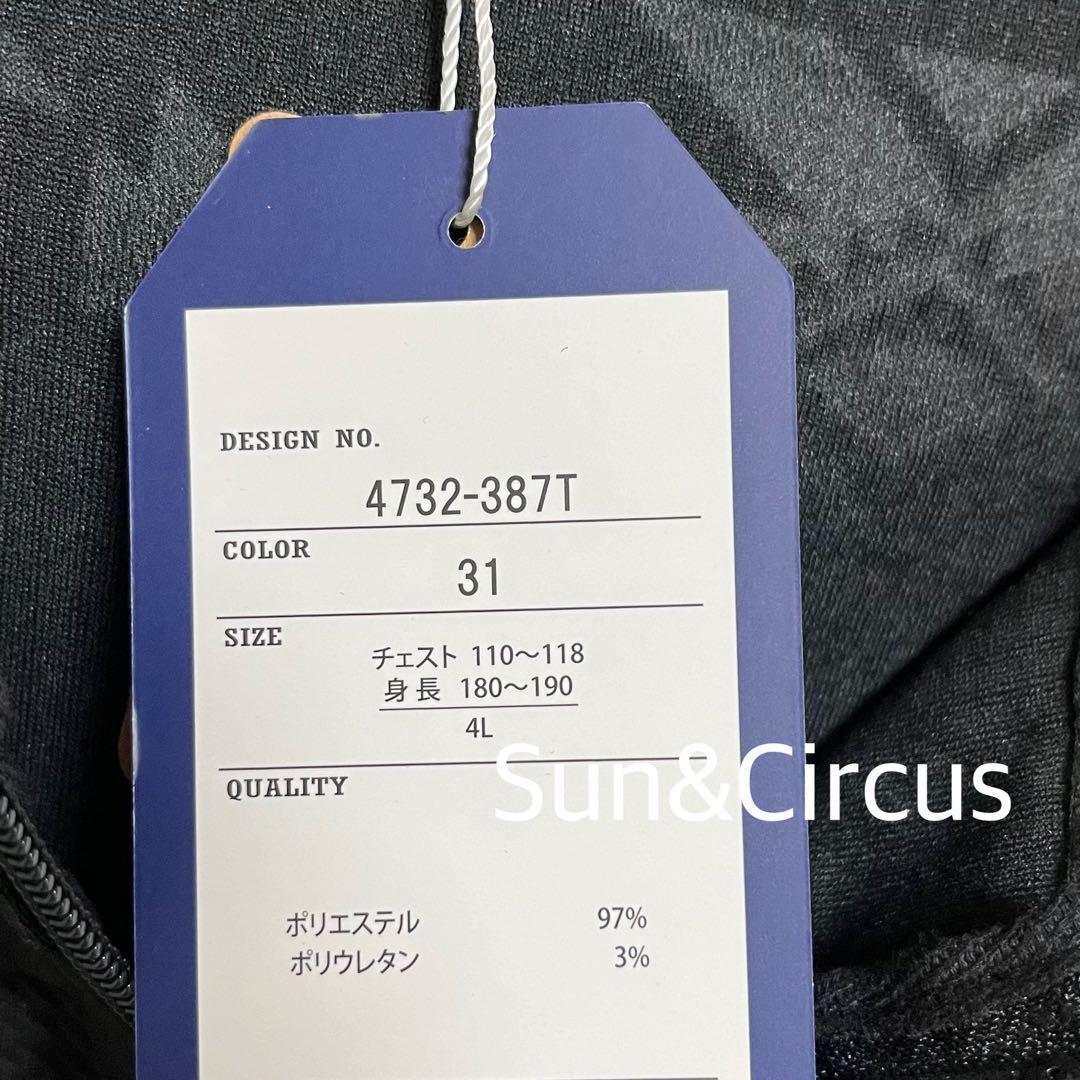 DESIGN NO.
4732-387T
COLOR
31
SIZE
チェスト 110～118
身長 180～190
4L
Sun&Circus
QUALITY
ポリエステル 97%
ポリウレタン 3%